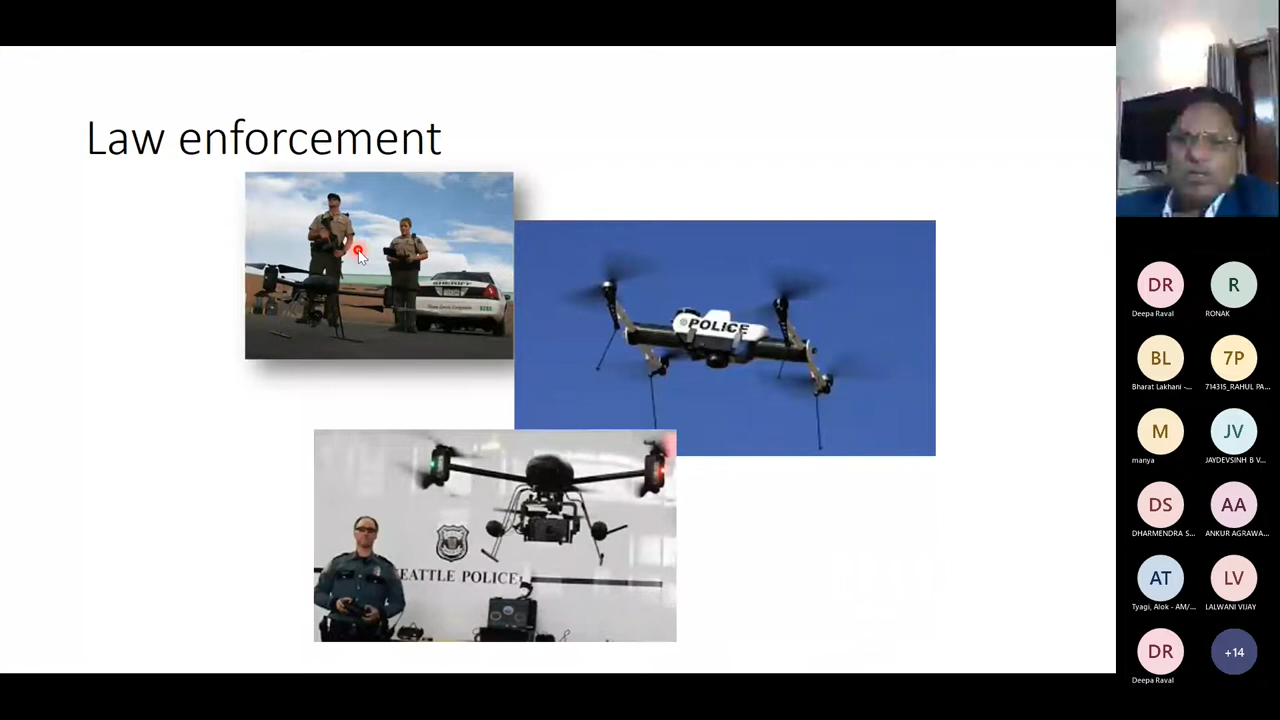 Law enforcement
SHERIFF
POLICE
EATTLE POLICE
DR
R
Deepa Raval
RONAK
BL
7P
Bharat Lakhani -...
714315_RAHUL PA...
M
JV
manya
JAYDEVSINH B V...
DS
AA
DHARMENDRA S...
ANKUR AGRAWA...
AT
LV
Tyagi, Alok - AM/...
LALWANI VIJAY
DR
+14
Deepa Raval